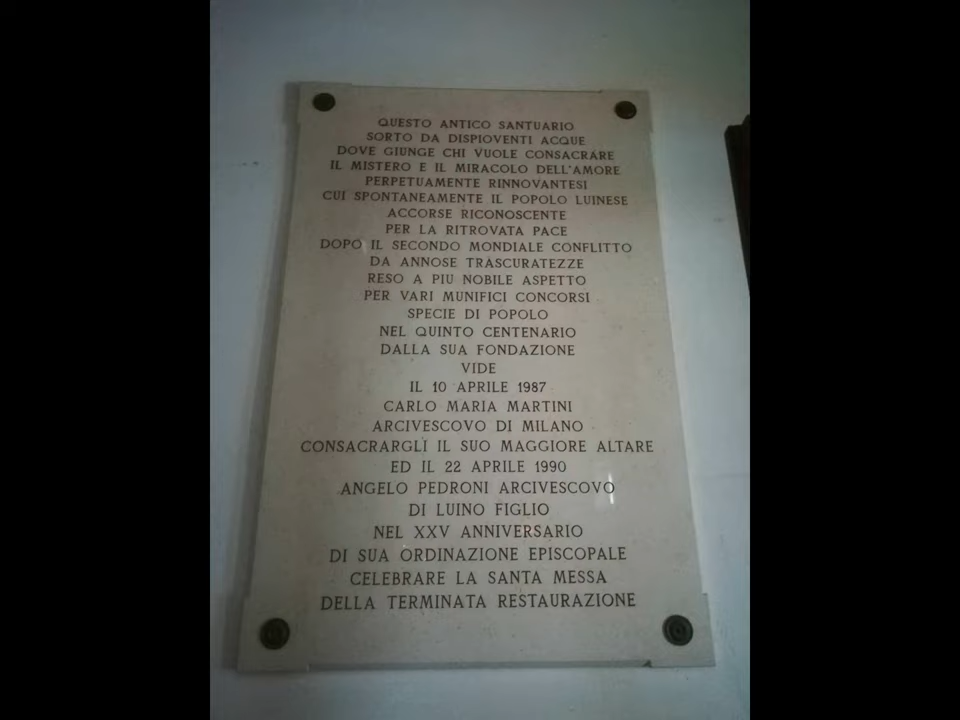 QUESTO ANTICO SANTUARIO
SORTO DA DISPIOVENTI ACQUE
DOVE GIUNGE CHI VUOLE CONSACRARE
IL MISTERO E IL MIRACOLO DELL'AMORE
PERPETUAMENTE RINNOVANTESI
CUI SPONTANEAMENTE IL POPOLO LUINESE
ACCORSE RICONOSCENTE
PER LA RITROVATA PACE
DOPO IL SECONDO MONDIALE CONFLITTO
DA ANNOSE TRASCURATEZZE
RESO A PIU NOBILE ASPETTO
PER VARI MUNIFICI CONCORSI
SPECIE DI POPOLO
NEL QUINTO CENTENARIO
DALLA SUA FONDAZIONE
VIDE
IL 10 APRILE 1987
CARLO MARIA MARTINI
ARCIVESCOVO DI MILANO
CONSACRARGLI IL SUO MAGGIORE ALTARE
ED IL 22 APRILE 1990
ANGELO PEDRONI ARCIVESCOVO
DI LUINO FIGLIO
NEL XXV ANNIVERSARIO
DI SUA ORDINAZIONE EPISCOPALE
CELEBRARE LA SANTA MESSA
DELLA TERMINATA RESTAURAZIONE